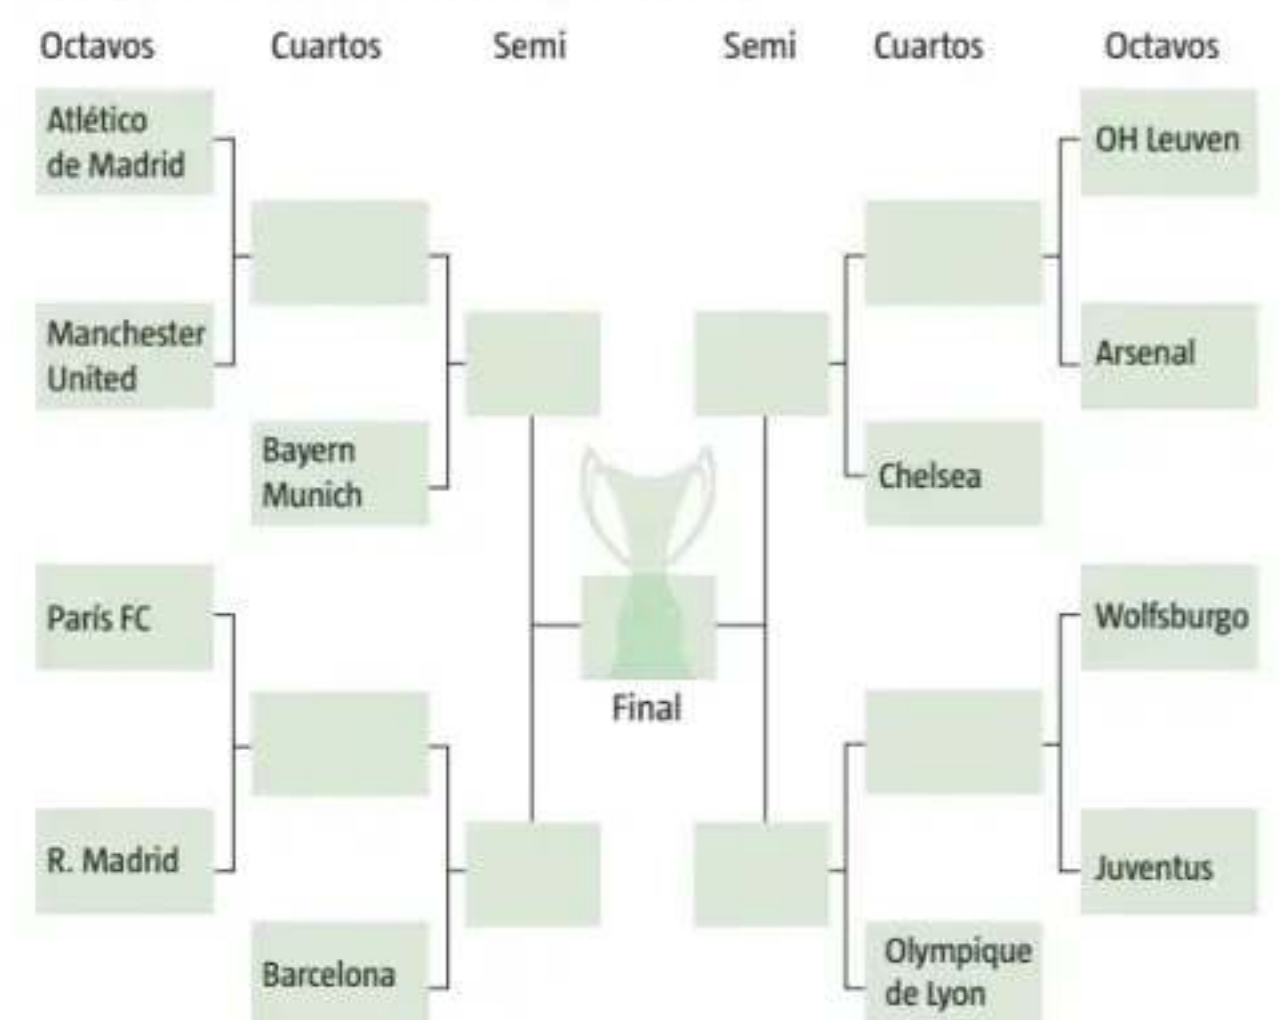 Octavos
Cuartos
Semi
Semi
Cuartos
Octavos
Atlético
de Madrid
OH Leuven
Manchester
United
Arsenal
Bayern
Munich
Chelsea
París FC
Wolfsburgo
Final
R. Madrid
Juventus
Barcelona
Olympique
de Lyon